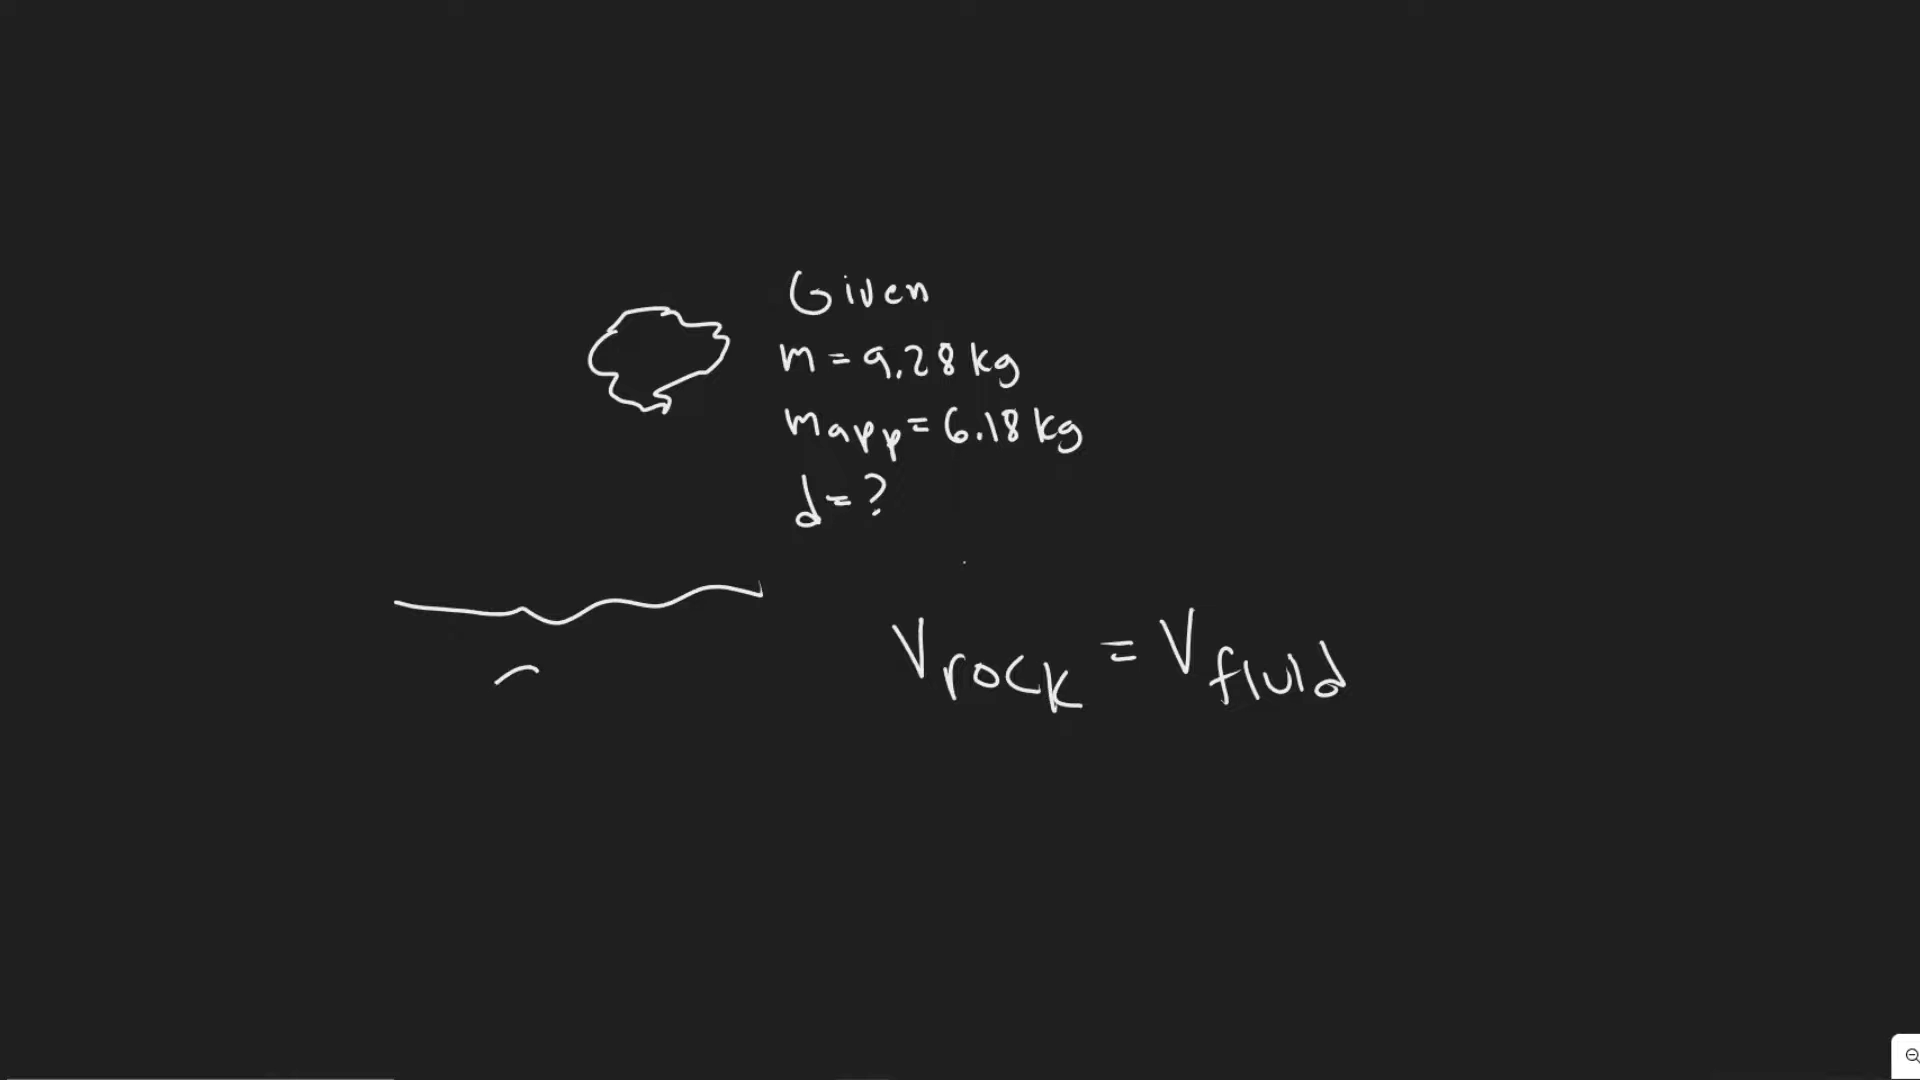 Given
m = 9.28 kg
mapp = 6.18 kg
d = ?
Vrock = Vfluid